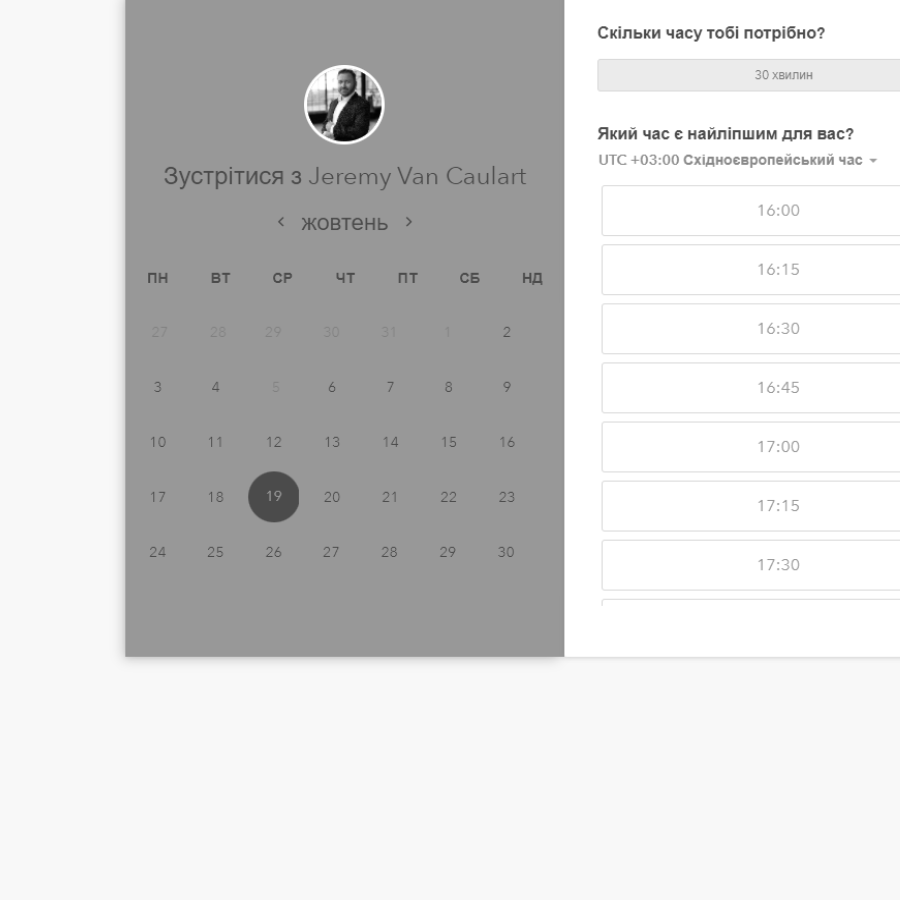 Зустрітися з Jeremy Van Caulart
жовтень
ПН ВТ СР ЧТ ПТ СБ НД
27 28 29 30 31 1 2
3 4 5 6 7 8 9
10 11 12 13 14 15 16
17 18 19 20 21 22 23
24 25 26 27 28 29 30
Скільки часу тобі потрібно?
30 хвилин
Який час є найліпшим для вас?
UTC +03:00 Східноєвропейський час
16:00
16:15
16:30
16:45
17:00
17:15
17:30